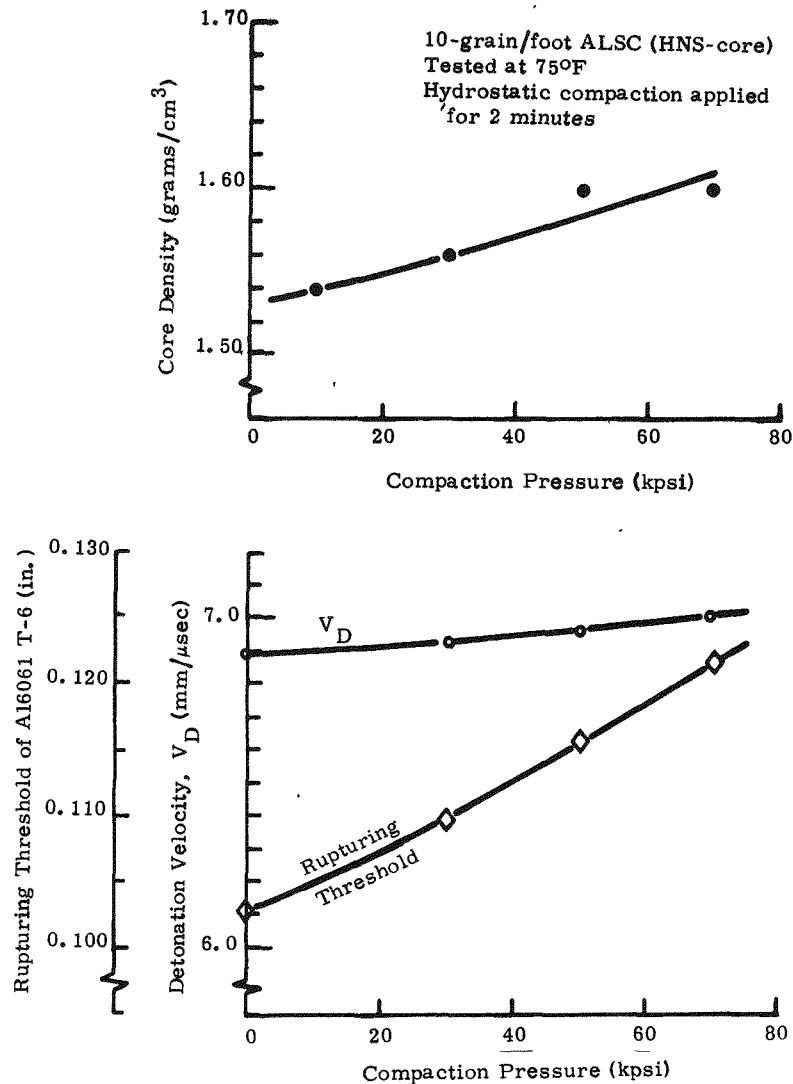 10-grain/foot ALSC (HNS-core)
Tested at 75°F
Hydrostatic compaction applied
for 2 minutes
Core Density (grams/cm³)
1.70
1.60
1.50
0
20
40
60
80
Compaction Pressure (kpsi)
Rupturing Threshold of A16061 T-6 (in.)
0.130
0.120
0.110
0.100
Detonation Velocity, V_D (mm/μsec)
7.0
6.0
V_D
Rupturing
Threshold
0
20
40
60
80
Compaction Pressure (kpsi)